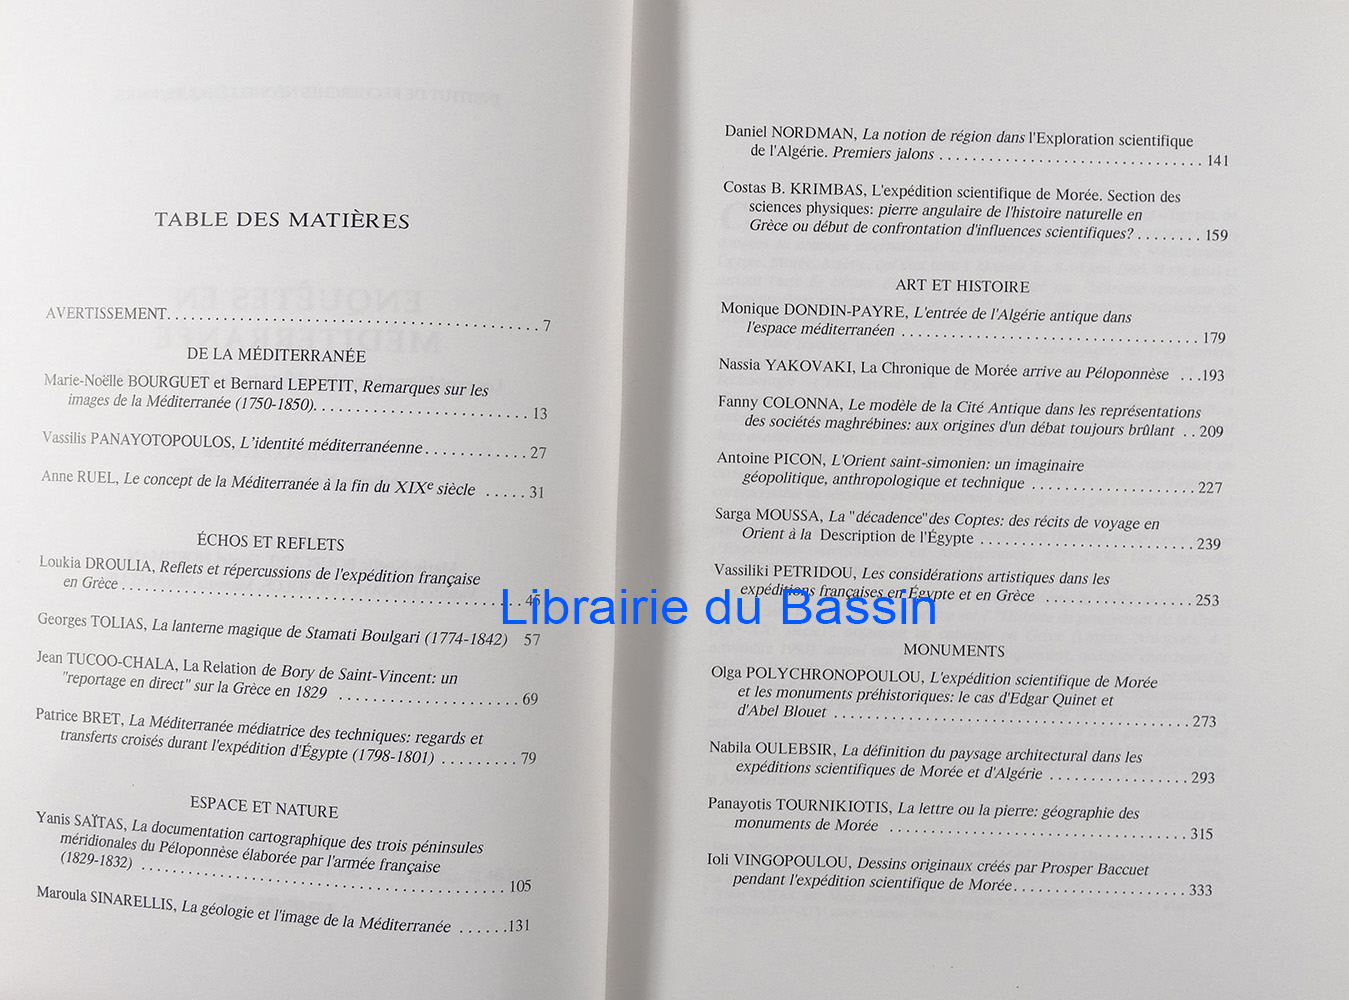 TABLE DES MATIÈRES
AVERTISSEMENT. . . . . . . . . . . . . . . . . . . . . . . . . . . . . . . . . . . . . . . . . . . . . 7
DE LA MÉDITERRANÉE
Marie-Noëlle BOURGUET et Bernard LEPETIT, Remarques sur les
images de la Méditerranée (1750-1850). . . . . . . . . . . . . . . . . . . . . . . . . . 13
Vassilis PANAYOTOPOULOS, L'identité méditerranéenne . . . . . . . . . . . . 27
Anne RUEL, Le concept de la Méditerranée à la fin du XIXe siècle . . . . . 31
ÉCHOS ET REFLETS
Loukia DROULIA, Reflets et répercussions de l'expédition française
en Grèce . . . . . . . . . . . . . . . . . . . . . . . . . . . . . . . . . . . . . . . . . . . . . . . . 45
Georges TOLIAS, La lanterne magique de Stamati Boulgari (1774-1842) 57
Jean TUCOO-CHALA, La Relation de Bory de Saint-Vincent: un
"reportage en direct" sur la Grèce en 1829 . . . . . . . . . . . . . . . . . . . . . . 69
Patrice BRET, La Méditerranée médiatrice des techniques: regards et
transferts croisés durant l'expédition d'Égypte (1798-1801) . . . . . . . . . 79
ESPACE ET NATURE
Yanis SAÏTAS, La documentation cartographique des trois péninsules
méridionales du Péloponnèse élaborée par l'armée française
(1829-1832) . . . . . . . . . . . . . . . . . . . . . . . . . . . . . . . . . . . . . . . . . . . 105
Maroula SINARELLIS, La géologie et l'image de la Méditerranée . . . . . .131
Daniel NORDMAN, La notion de région dans l'Exploration scientifique
de l'Algérie. Premiers jalons . . . . . . . . . . . . . . . . . . . . . . . . . . . . . . . . 141
Costas B. KRIMBAS, L'expédition scientifique de Morée. Section des
sciences physiques: pierre angulaire de l'histoire naturelle en
Grèce ou début de confrontation d'influences scientifiques? . . . . . . . . 159
ART ET HISTOIRE
Monique DONDIN-PAYRE, L'entrée de l'Algérie antique dans
l'espace méditerranéen . . . . . . . . . . . . . . . . . . . . . . . . . . . . . . . . . . . . 179
Nassia YAKOVAKI, La Chronique de Morée arrive au Péloponnèse . . .193
Fanny COLONNA, Le modèle de la Cité Antique dans les représentations
des sociétés maghrébines: aux origines d'un débat toujours brûlant . . 209
Antoine PICON, L'Orient saint-simonien: un imaginaire
géopolitique, anthropologique et technique . . . . . . . . . . . . . . . . . . . . 227
Sarga MOUSSA, La "décadence"des Coptes: des récits de voyage en
Orient à la Description de l'Égypte . . . . . . . . . . . . . . . . . . . . . . . . . . 239
Vassiliki PETRIDOU, Les considérations artistiques dans les
expéditions françaises en Égypte et en Grèce . . . . . . . . . . . . . . . . . . 253
Librairie du Bassin
MONUMENTS
Olga POLYCHRONOPOULOU, L'expédition scientifique de Morée
et les monuments préhistoriques: le cas d'Edgar Quinet et
d'Abel Blouet . . . . . . . . . . . . . . . . . . . . . . . . . . . . . . . . . . . . . . . . . . . 273
Nabila OULEBSIR, La définition du paysage architectural dans les
expéditions scientifiques de Morée et d'Algérie . . . . . . . . . . . . . . . . . 293
Panayotis TOURNIKIOTIS, La lettre ou la pierre: géographie des
monuments de Morée . . . . . . . . . . . . . . . . . . . . . . . . . . . . . . . . . . . . 315
Ioli VINGOPOULOU, Dessins originaux créés par Prosper Baccuet
pendant l'expédition scientifique de Morée . . . . . . . . . . . . . . . . . . . . . 333